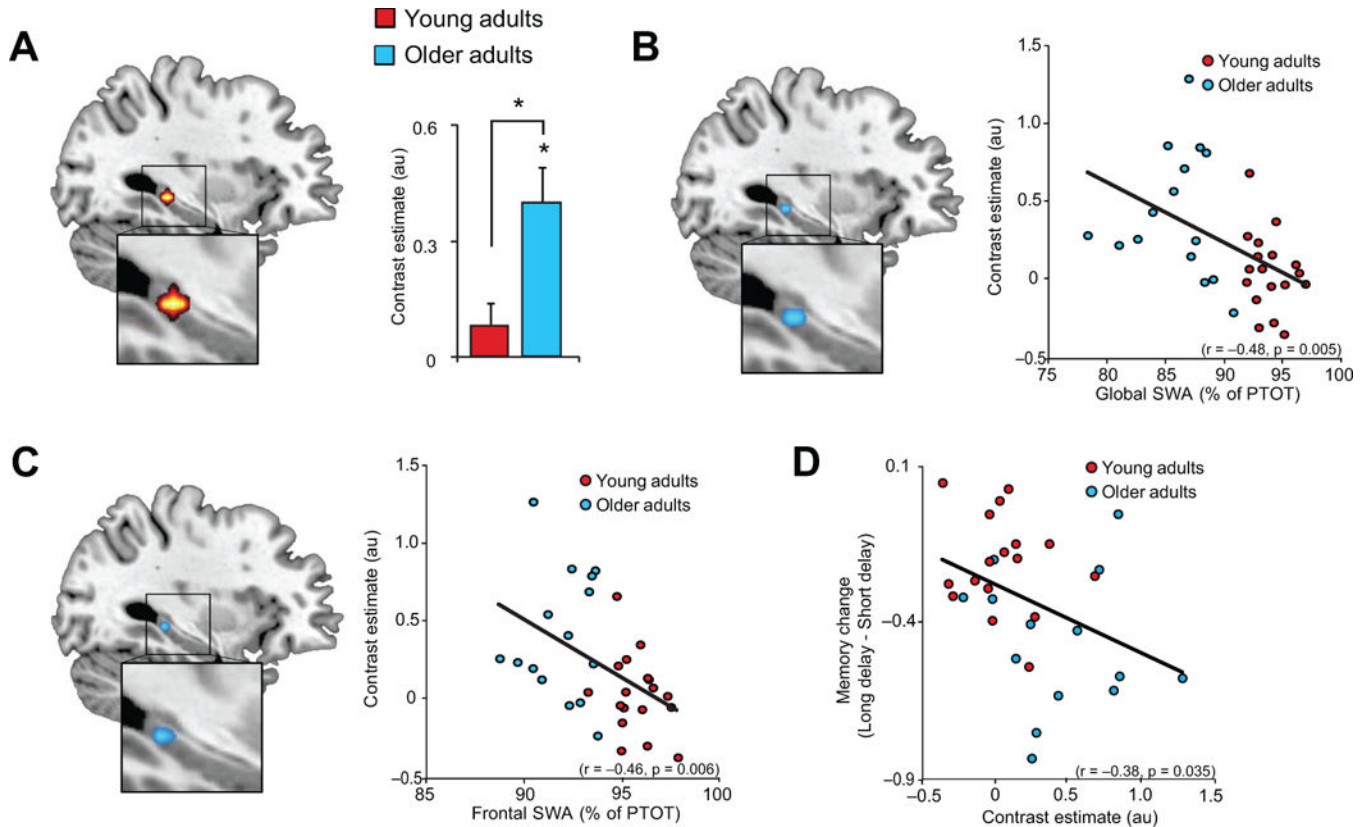 A
Young adults
Older adults
*
*
0.6
0.3
0
Contrast estimate (au)
B
Young adults
Older adults
1.5
1.0
0.5
0
–0.5
Contrast estimate (au)
(r = –0.48, p = 0.005)
75 80 85 90 95 100
Global SWA (% of PTOT)
C
Young adults
Older adults
1.5
1.0
0.5
0
–0.5
Contrast estimate (au)
(r = –0.46, p = 0.006)
85 90 95 100
Frontal SWA (% of PTOT)
D
Young adults
Older adults
0.1
–0.4
–0.9
Memory change
(Long delay - Short delay)
(r = –0.38, p = 0.035)
–0.5 0 0.5 1.0 1.5
Contrast estimate (au)